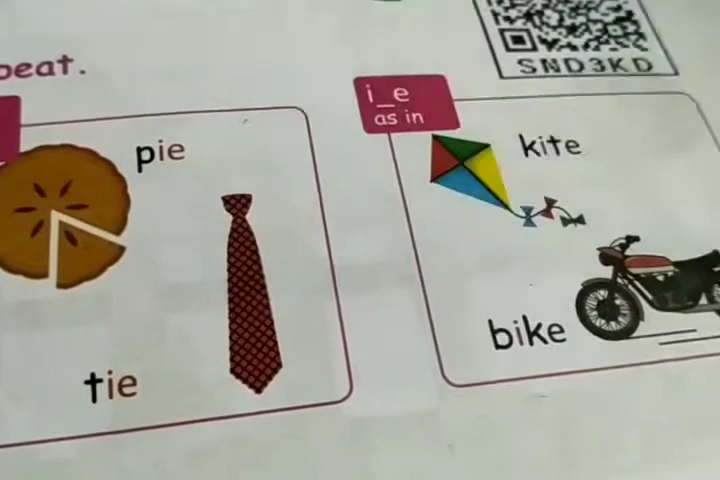 peat.
SND3KD
pie
tie
i_e
as in
kite
bike